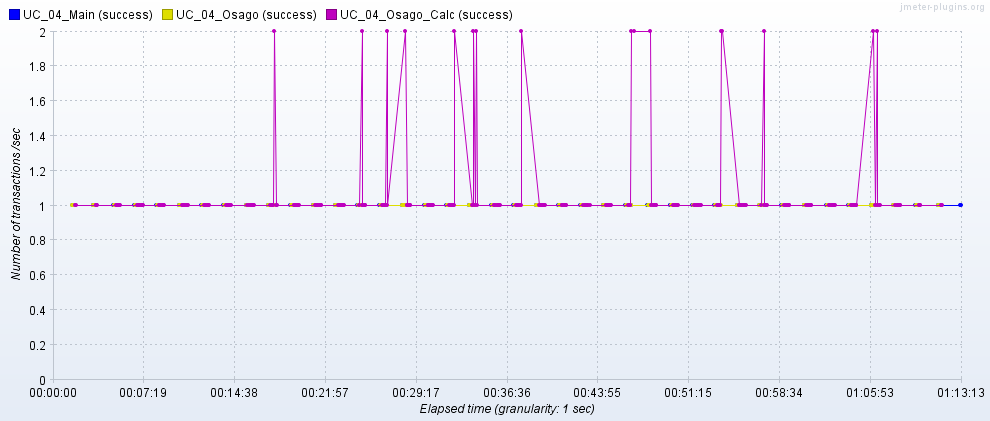 jmeter-plugins.org
UC_04_Main (success) UC_04_Osago (success) UC_04_Osago_Calc (success)
Number of transactions /sec
2
1.8
1.6
1.4
1.2
1
0.8
0.6
0.4
0.2
0
00:00:00 00:07:19 00:14:38 00:21:57 00:29:17 00:36:36 00:43:55 00:51:15 00:58:34 01:05:53 01:13:13
Elapsed time (granularity: 1 sec)